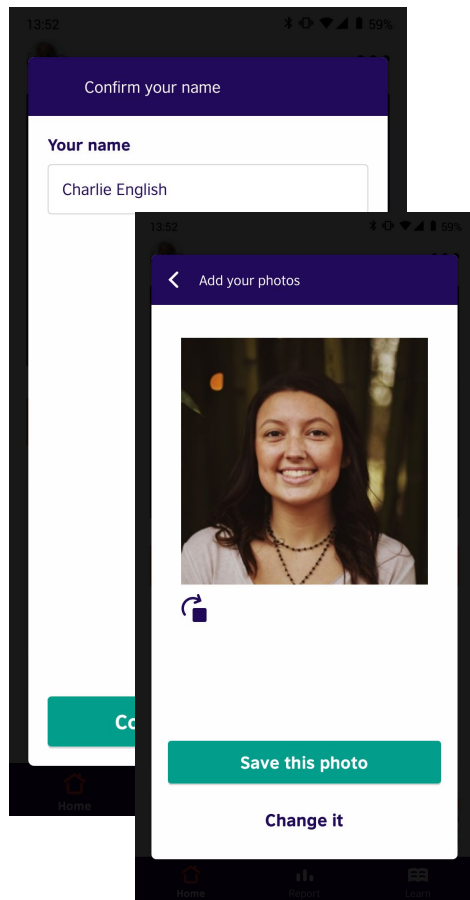 13:52
59%
Confirm your name
Your name
Charlie English
13:52
59%
Add your photos
Save this photo
Change it
Home
Home
Report
Learn